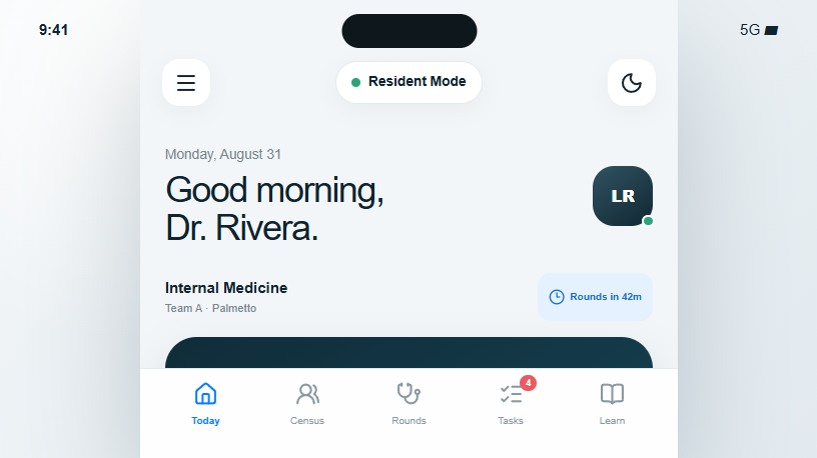 9:41
5G
Resident Mode
Monday, August 31
Good morning,
Dr. Rivera.
LR
Internal Medicine
Team A · Palmetto
Rounds in 42m
4
Today
Census
Rounds
Tasks
Learn